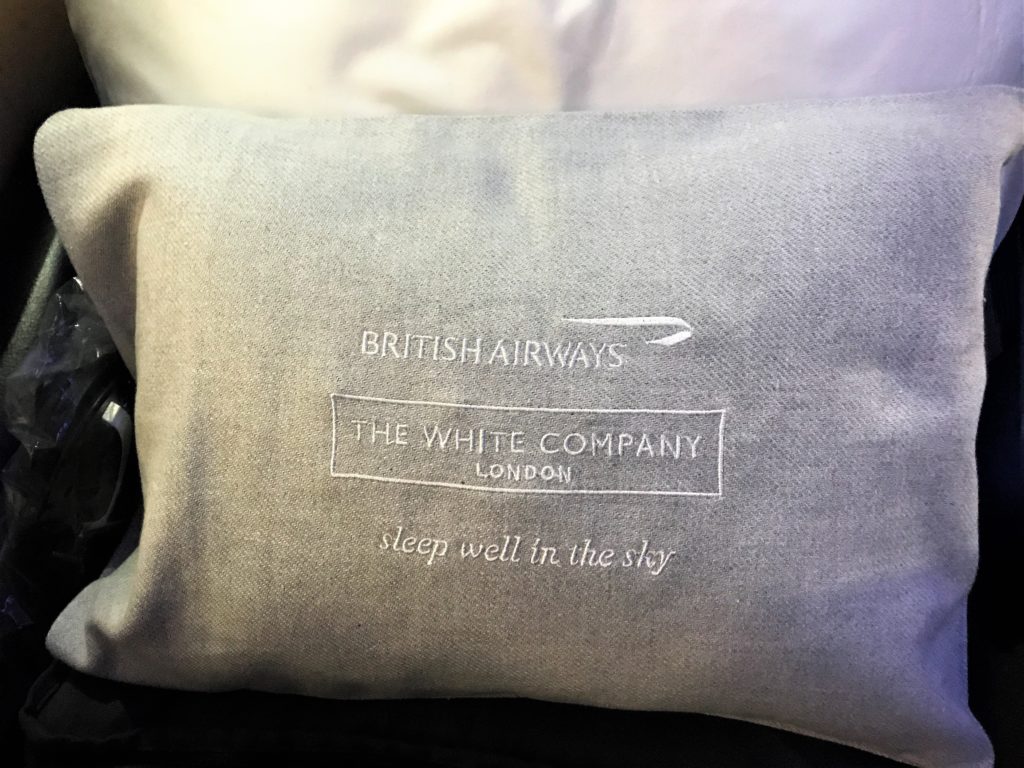 BRITISH AIRWAYS
THE WHITE COMPANY
LONDON
sleep well in the sky